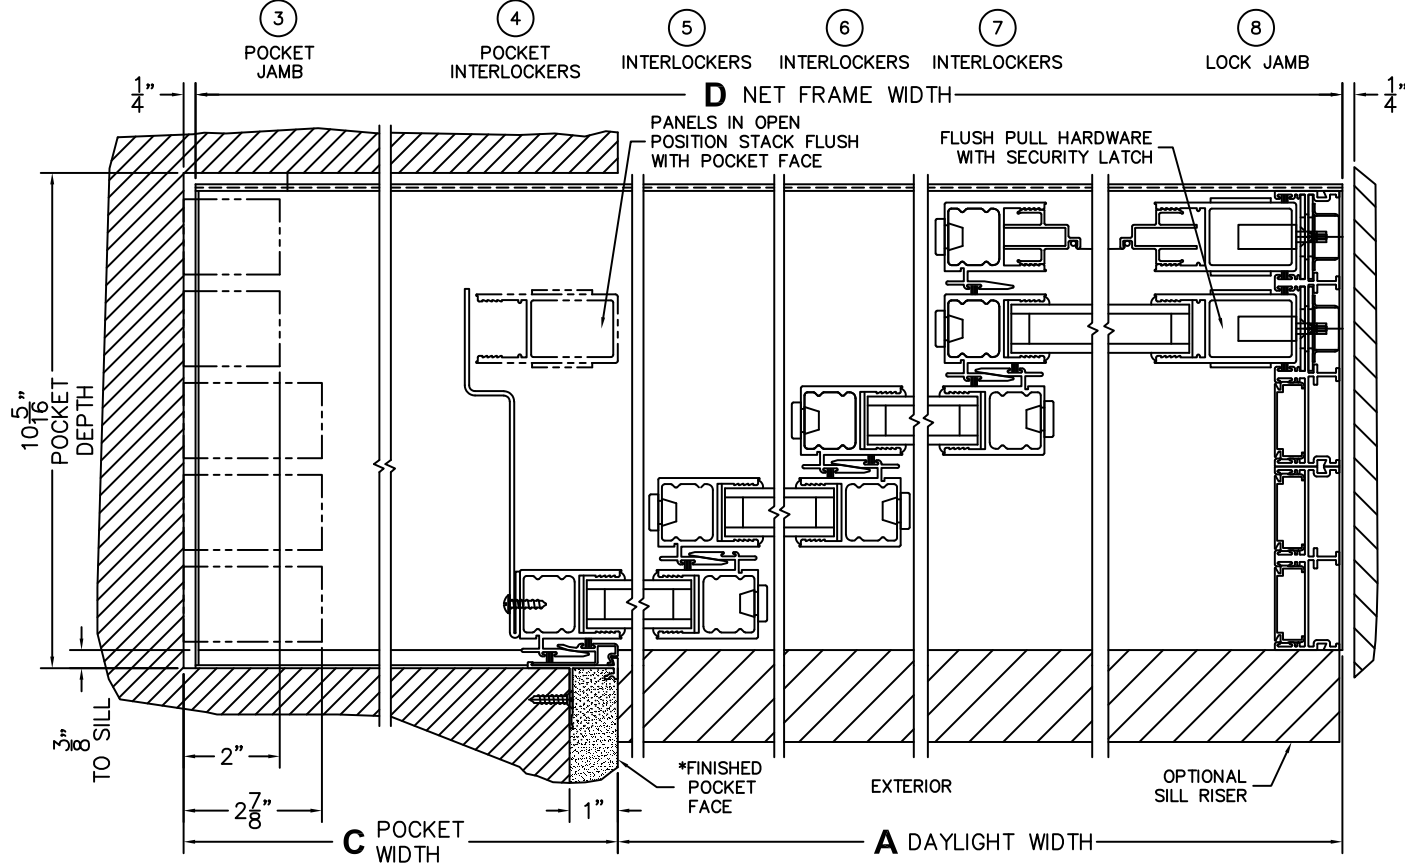 3
POCKET
JAMB
4
POCKET
INTERLOCKERS
5
INTERLOCKERS
6
INTERLOCKERS
7
INTERLOCKERS
8
LOCK JAMB
1/4"
D NET FRAME WIDTH
1/4"
PANELS IN OPEN
POSITION STACK FLUSH
WITH POCKET FACE
FLUSH PULL HARDWARE
WITH SECURITY LATCH
10 5/16"
POCKET
DEPTH
3/8"
TO SILL
2"
2 7/8"
1"
*FINISHED
POCKET
FACE
EXTERIOR
OPTIONAL
SILL RISER
C POCKET
WIDTH
A DAYLIGHT WIDTH